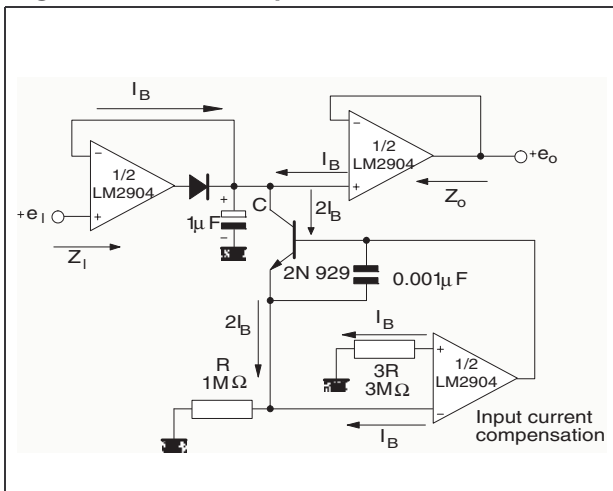 I_B
1/2
LM2904
+e_I
Z_I
+
1μF
−
C
I_B
2I_B
1/2
LM2904
+e_o
Z_o
2N 929
0.001μF
2I_B
R
1MΩ
I_B
3R
3MΩ
1/2
LM2904
I_B
Input current
compensation